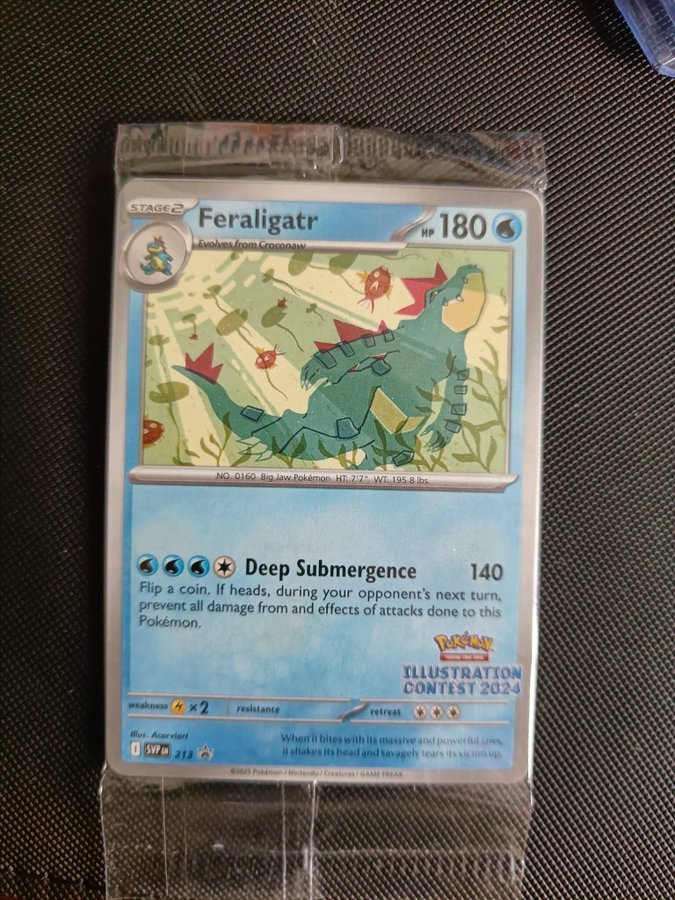 STAGE2
Feraligatr
HP 180
Evolves from Croconaw
NO. 0160 Big Jaw Pokémon HT: 7'7" WT: 195.8 lbs.
Deep Submergence 140
Flip a coin. If heads, during your opponent's next turn,
prevent all damage from and effects of attacks done to this
Pokémon.
POKÉMON
TRADING CARD GAME
ILLUSTRATION
CONTEST 2024
weakness ×2 resistance retreat
Illus. Acorviart
When it bites with its massive and powerful jaws,
it shakes its head and savagely tears its victim up.
I SVP EN 213
©2025 Pokémon / Nintendo / Creatures / GAME FREAK